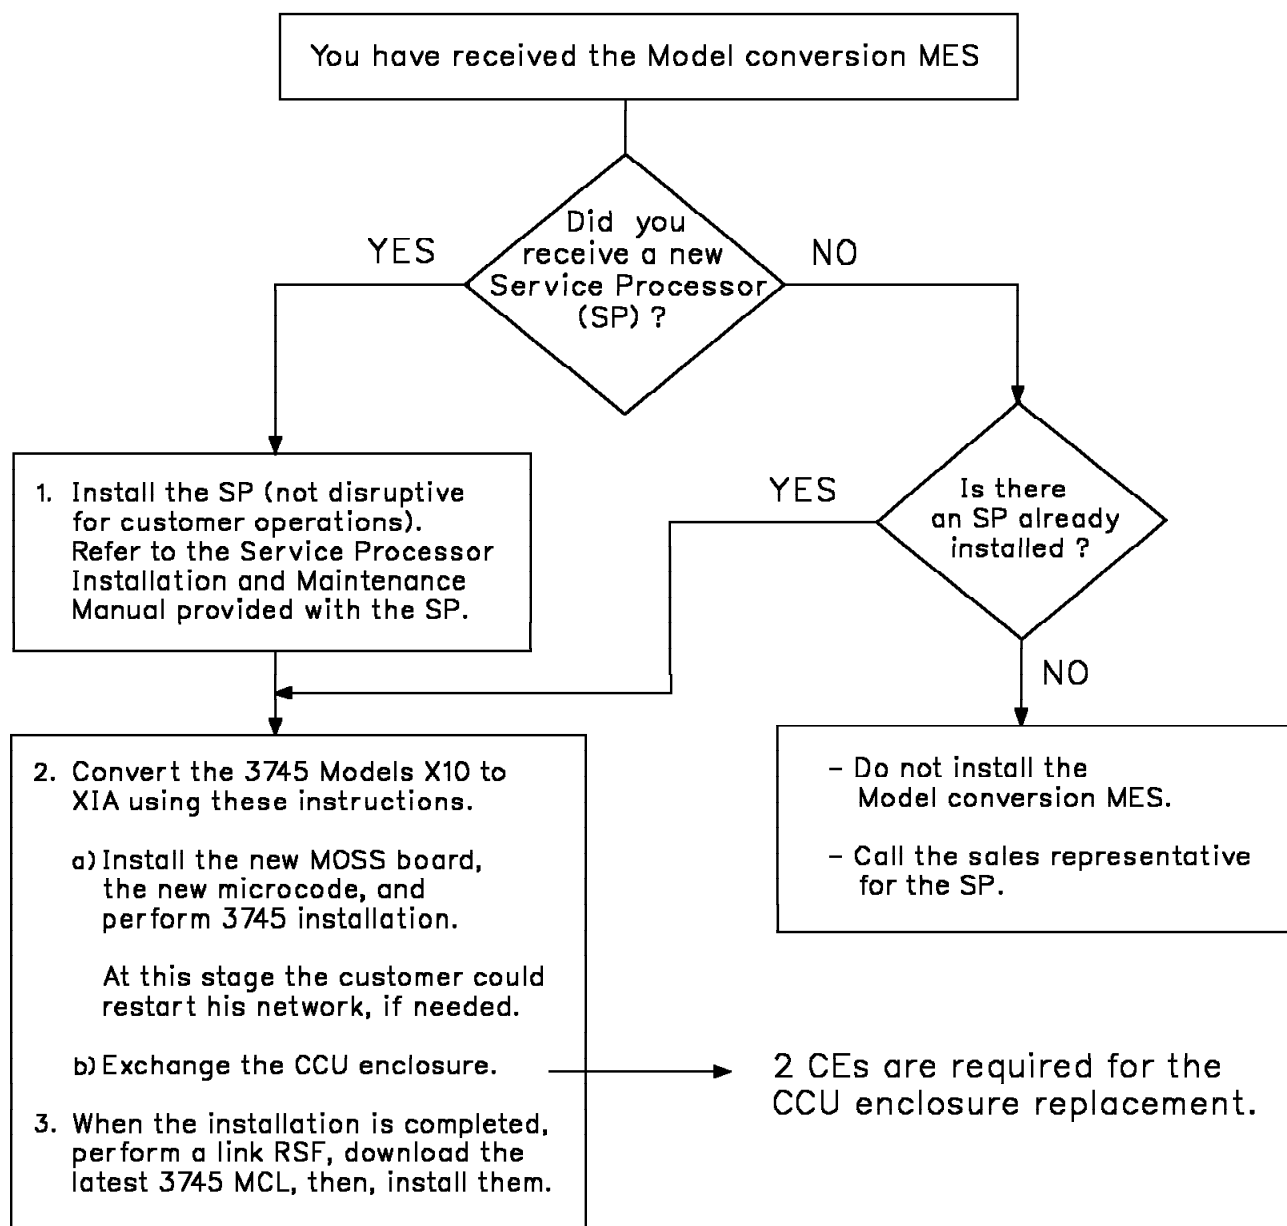 You have received the Model conversion MES
Did you
receive a new
Service Processor
(SP) ?
YES
NO
1. Install the SP (not disruptive
for customer operations).
Refer to the Service Processor
Installation and Maintenance
Manual provided with the SP.
YES
Is there
an SP already
installed ?
NO
2. Convert the 3745 Models X10 to
XIA using these instructions.
a) Install the new MOSS board,
the new microcode, and
perform 3745 installation.
At this stage the customer could
restart his network, if needed.
b) Exchange the CCU enclosure.
3. When the installation is completed,
perform a link RSF, download the
latest 3745 MCL, then, install them.
– Do not install the
Model conversion MES.
– Call the sales representative
for the SP.
2 CEs are required for the
CCU enclosure replacement.